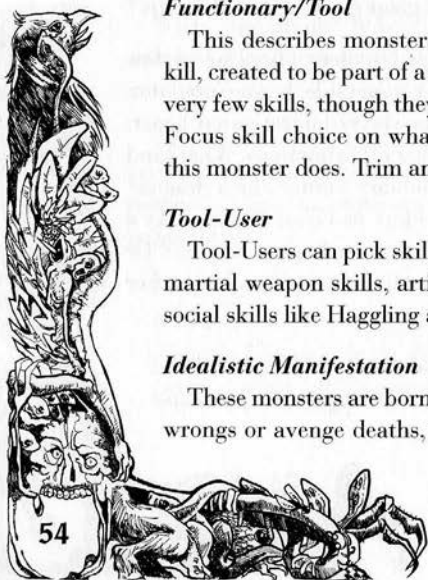 Functionary/Tool
This describes monster
kill, created to be part of a
very few skills, though they
Focus skill choice on wha
this monster does. Trim an
Tool-User
Tool-Users can pick skil
martial weapon skills, arti
social skills like Haggling a
Idealistic Manifestation
These monsters are born
wrongs or avenge deaths,
54